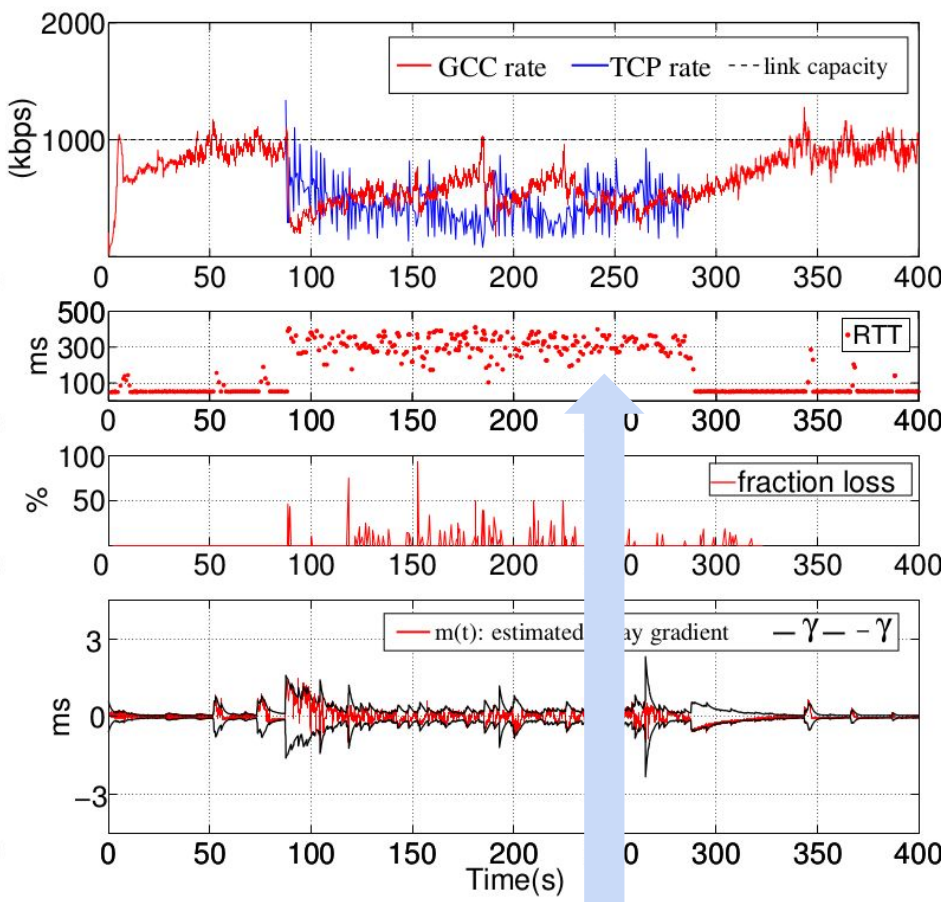 2000
GCC rate TCP rate link capacity
(kbps)
1000
0 50 100 150 200 250 300 350 400
500
RTT
ms
300
100
0 50 100 150 200 250 300 350 400
100
fraction loss
%
50
0 50 100 150 200 300 350 400
3
m(t): estimated gradient γ -γ
ms
0
−3
0 50 100 150 200 300 350 400
Time(s)